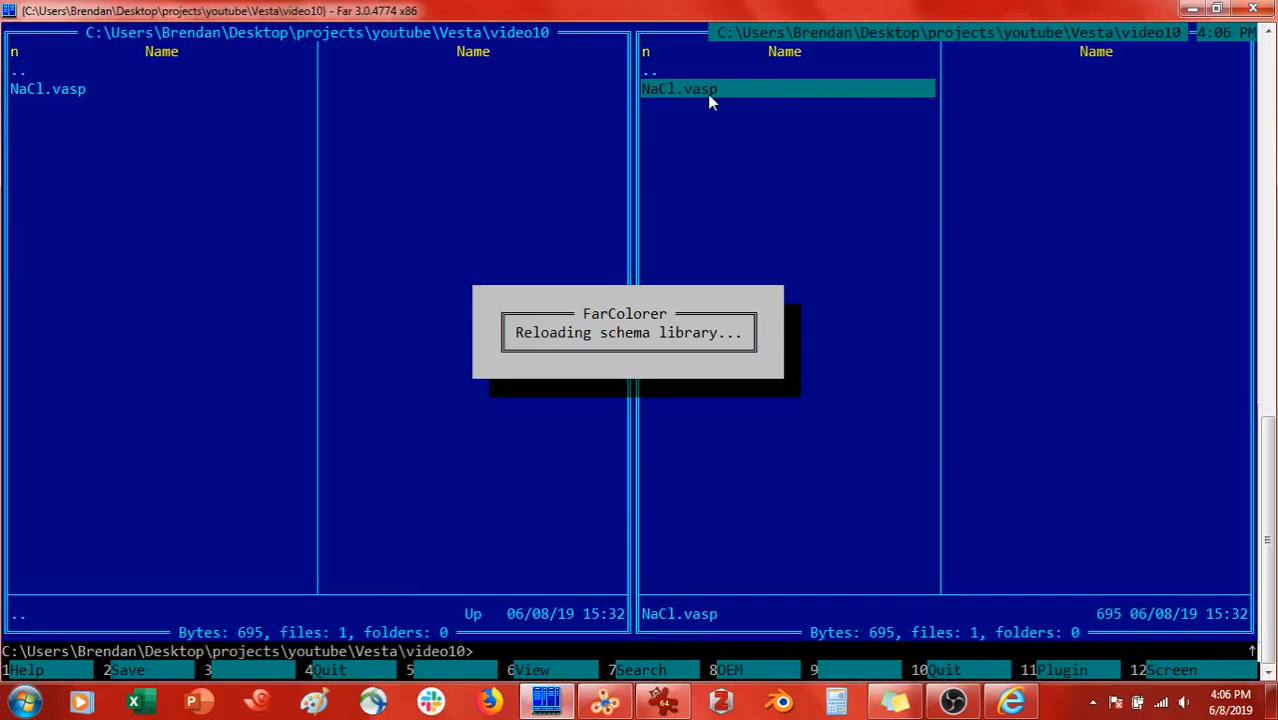 {C:\Users\Brendan\Desktop\projects\youtube\Vesta\video10} - Far 3.0.4774 x86
C:\Users\Brendan\Desktop\projects\youtube\Vesta\video10
C:\Users\Brendan\Desktop\projects\youtube\Vesta\video10
4:06 PM
n Name Name
n Name Name
..
..
NaCl.vasp
NaCl.vasp
FarColorer
Reloading schema library...
.. Up 06/08/19 15:32
NaCl.vasp 695 06/08/19 15:32
Bytes: 695, files: 1, folders: 0
Bytes: 695, files: 1, folders: 0
C:\Users\Brendan\Desktop\projects\youtube\Vesta\video10>
1Help 2Save 3 4Quit 5 6View 7Search 8OEM 9 10Quit 11Plugin 12Screen
64
4:06 PM
6/8/2019